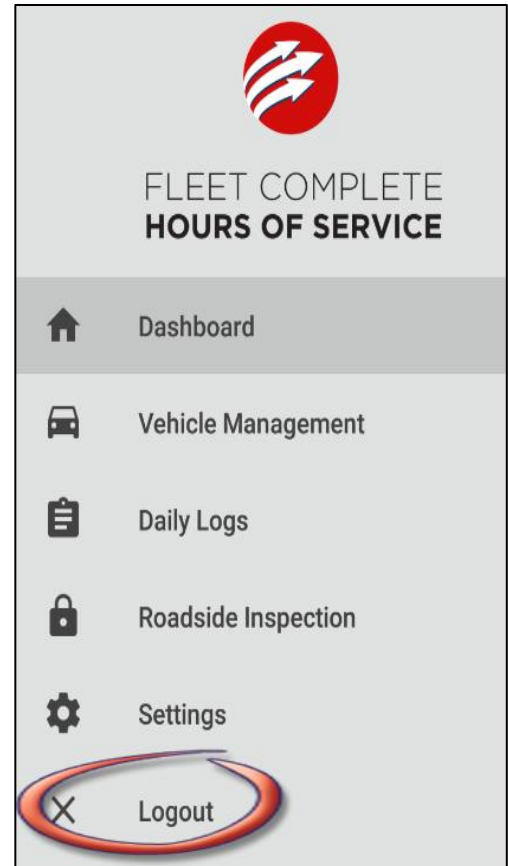 FLEET COMPLETE
HOURS OF SERVICE
Dashboard
Vehicle Management
Daily Logs
Roadside Inspection
Settings
Logout